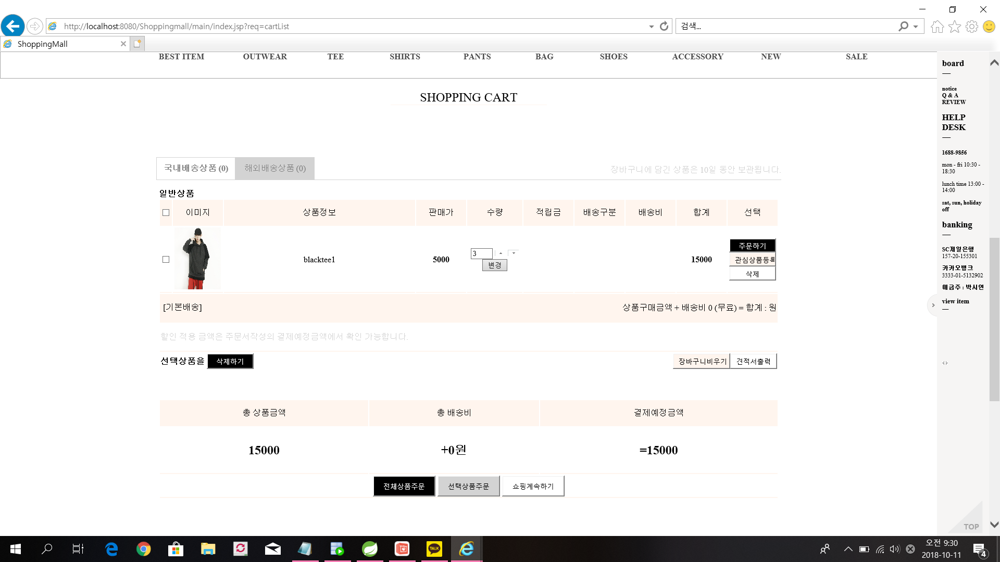 http://localhost:8080/Shoppingmall/main/index.jsp?req=cartList
검색...
ShoppingMall
BEST ITEM OUTWEAR TEE SHIRTS PANTS BAG SHOES ACCESSORY NEW SALE
SHOPPING CART
국내배송상품 (0) 해외배송상품 (0)
장바구니에 담긴 상품은 10일 동안 보관됩니다.
일반상품
이미지 상품정보 판매가 수량 적립금 배송구분 배송비 합계 선택
blacktee1 5000 3 15000
변경
주문하기
관심상품등록
삭제
[기본배송] 상품구매금액 + 배송비 0 (무료) = 합계 : 원
할인 적용 금액은 주문서작성의 결제예정금액에서 확인 가능합니다.
선택상품을 삭제하기 장바구니비우기 견적서출력
총 상품금액 총 배송비 결제예정금액
15000 +0원 =15000
전체상품주문 선택상품주문 쇼핑계속하기
board
notice
Q & A
REVIEW
HELP
DESK
1688-9856
mon - fri 10:30 -
18:30
lunch time 13:00 -
14:00
sat, sun, holiday
off
banking
SC제일은행
157-20-155301
카카오뱅크
3333-01-5132902
예금주 : 박시연
view item
TOP
TALK
오전 9:30
2018-10-11
4